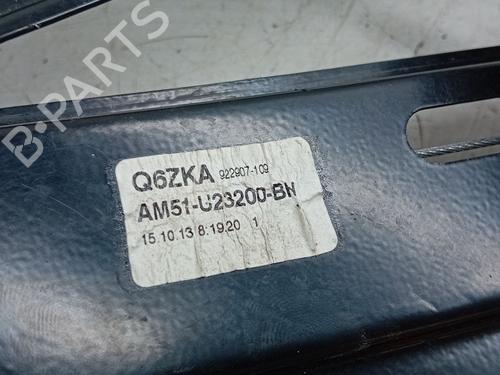 B-PARTS
Q6ZKA 922907-109
AM51-U23200-BN
15.10.13 8:19:20 1